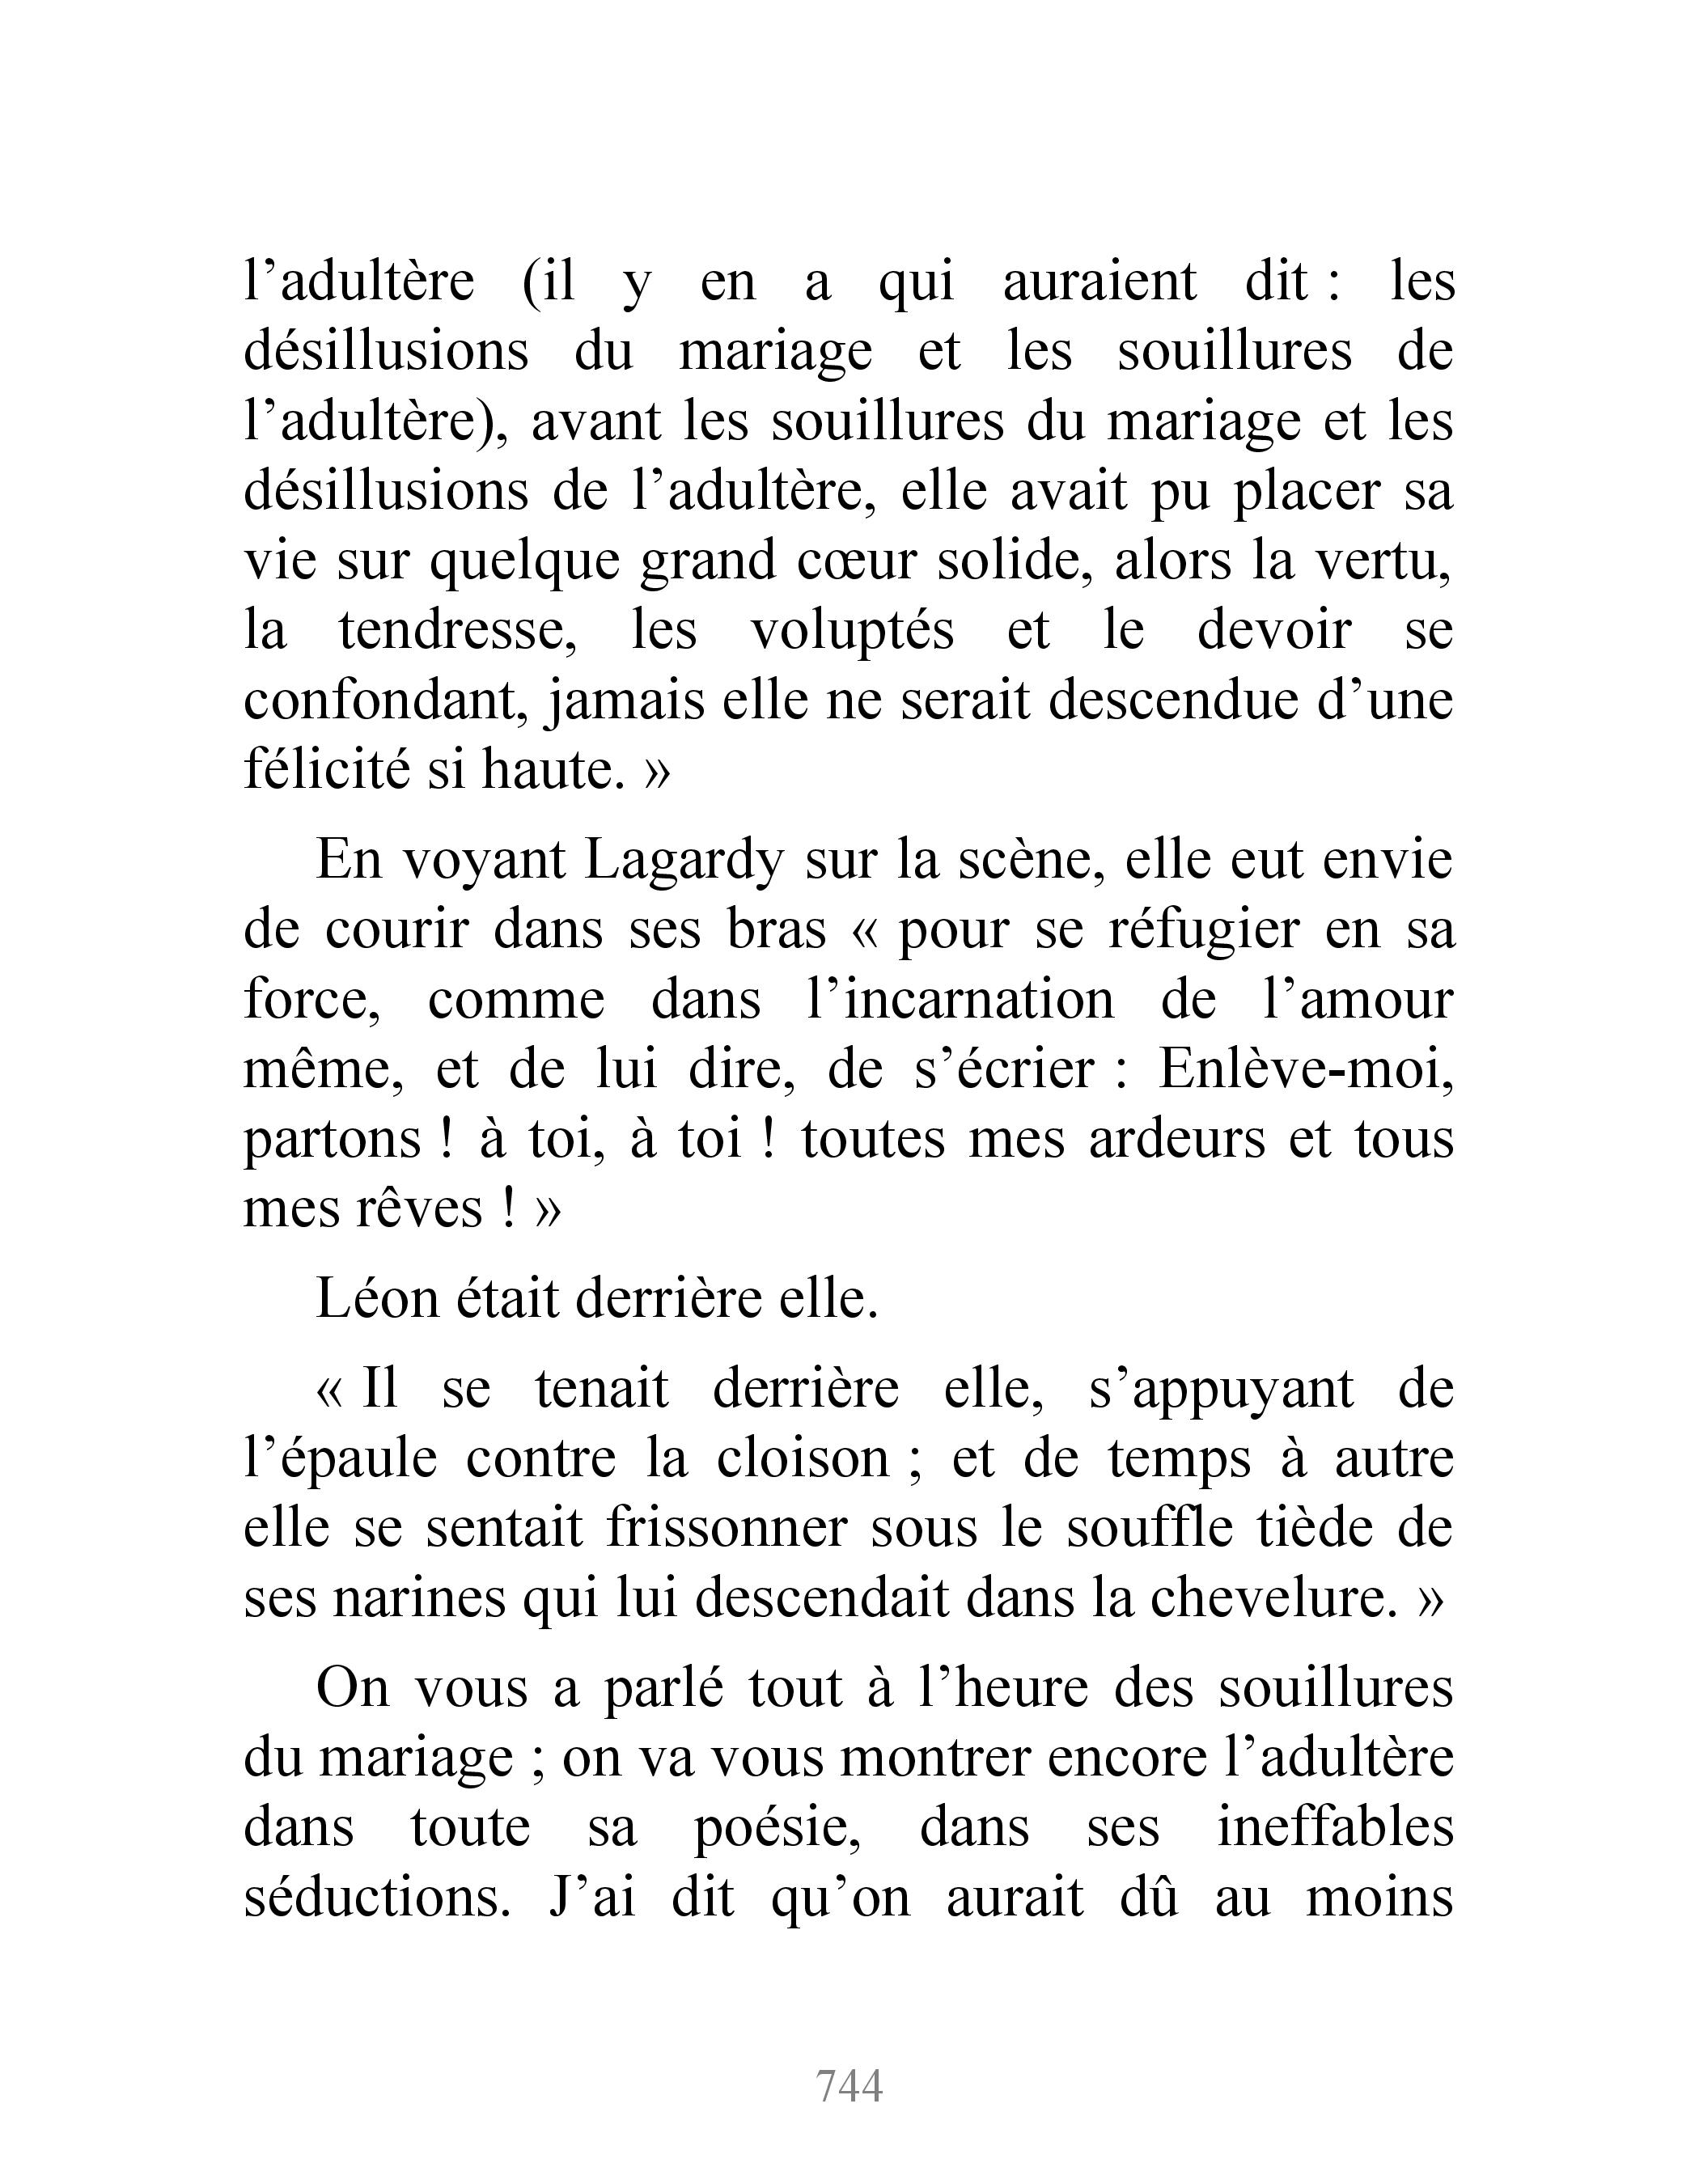 l’adultère (il y en a qui auraient dit : les
désillusions du mariage et les souillures de
l’adultère), avant les souillures du mariage et les
désillusions de l’adultère, elle avait pu placer sa
vie sur quelque grand cœur solide, alors la vertu,
la tendresse, les voluptés et le devoir se
confondant, jamais elle ne serait descendue d’une
félicité si haute. »
En voyant Lagardy sur la scène, elle eut envie
de courir dans ses bras « pour se réfugier en sa
force, comme dans l’incarnation de l’amour
même, et de lui dire, de s’écrier : Enlève-moi,
partons ! à toi, à toi ! toutes mes ardeurs et tous
mes rêves ! »
Léon était derrière elle.
« Il se tenait derrière elle, s’appuyant de
l’épaule contre la cloison ; et de temps à autre
elle se sentait frissonner sous le souffle tiède de
ses narines qui lui descendait dans la chevelure. »
On vous a parlé tout à l’heure des souillures
du mariage ; on va vous montrer encore l’adultère
dans toute sa poésie, dans ses ineffables
séductions. J’ai dit qu’on aurait dû au moins
744